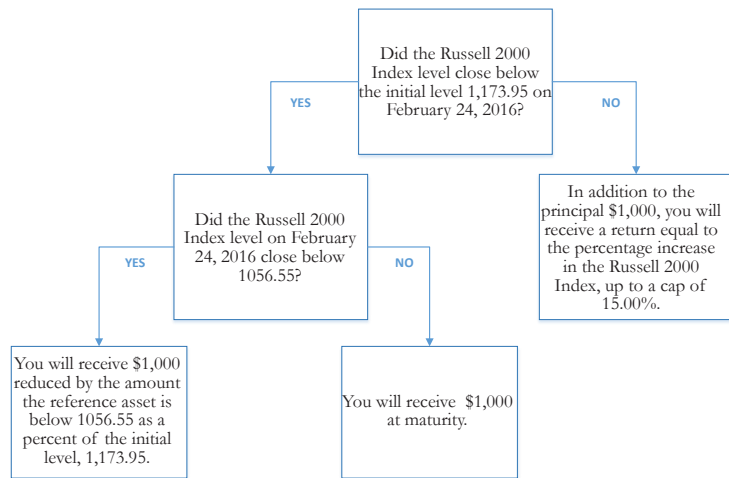 Did the Russell 2000
Index level close below
the initial level 1,173.95 on
February 24, 2016?
YES
NO
Did the Russell 2000
Index level on February
24, 2016 close below
1056.55?
In addition to the
principal $1,000, you will
receive a return equal to
the percentage increase
in the Russell 2000
Index, up to a cap of
15.00%.
YES
NO
You will receive $1,000
reduced by the amount
the reference asset is
below 1056.55 as a
percent of the initial
level, 1,173.95.
You will receive $1,000
at maturity.